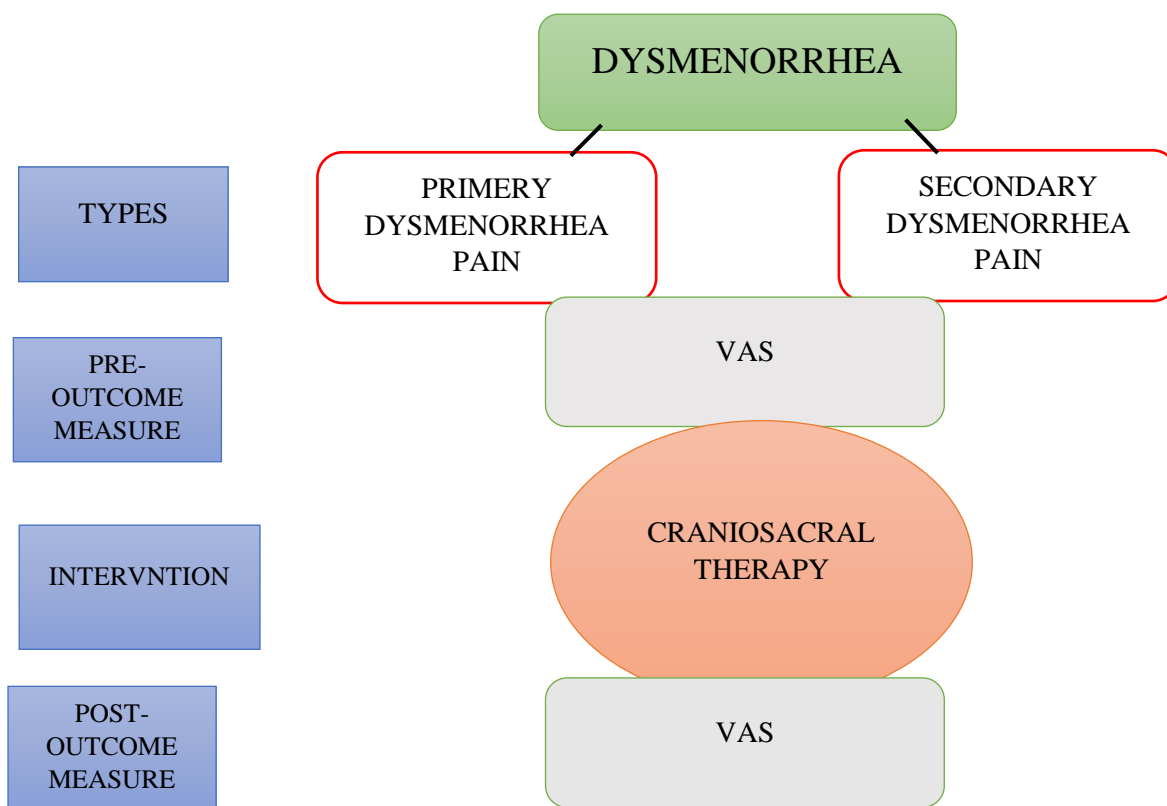 DYSMENORRHEA
TYPES
PRIMERY
DYSMENORRHEA
PAIN
SECONDARY
DYSMENORRHEA
PAIN
PRE-
OUTCOME
MEASURE
VAS
INTERVNTION
CRANIOSACRAL
THERAPY
POST-
OUTCOME
MEASURE
VAS